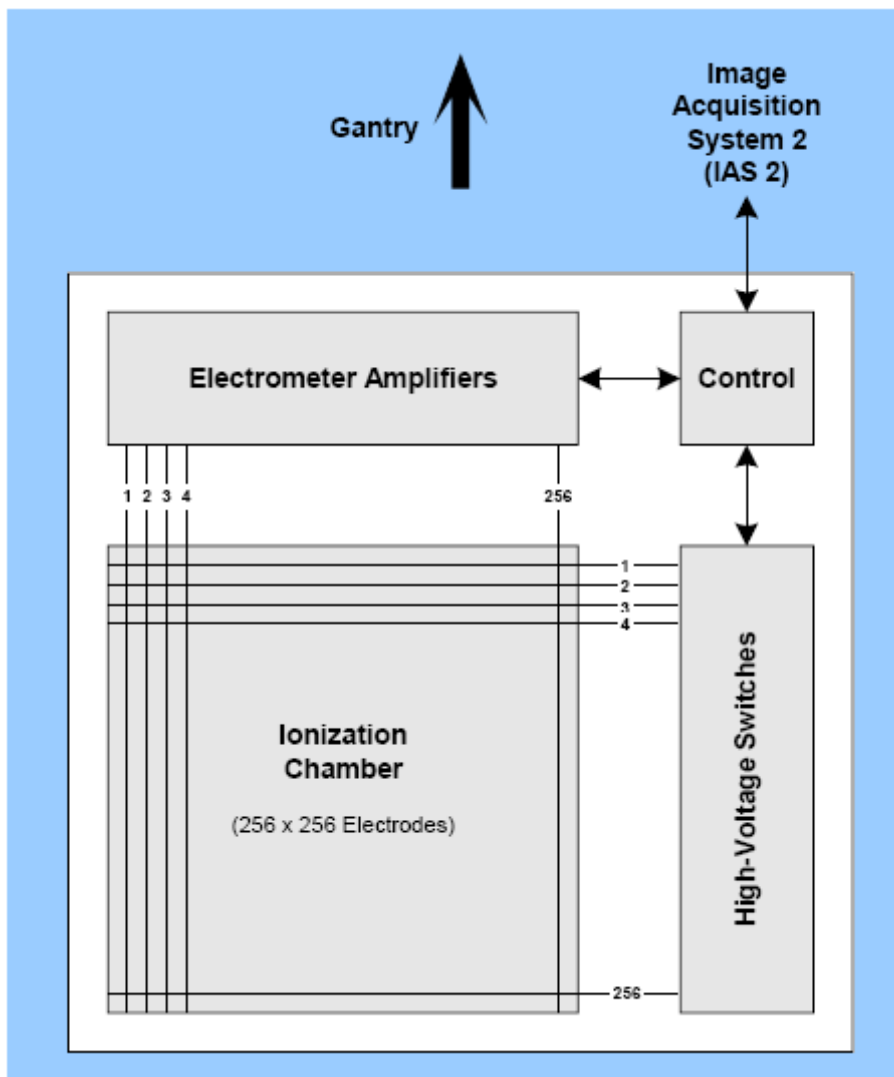 Gantry
Image
Acquisition
System 2
(IAS 2)
Electrometer Amplifiers
Control
1 2 3 4 256
1
2
3
4
Ionization
Chamber
(256 x 256 Electrodes)
High-Voltage Switches
256